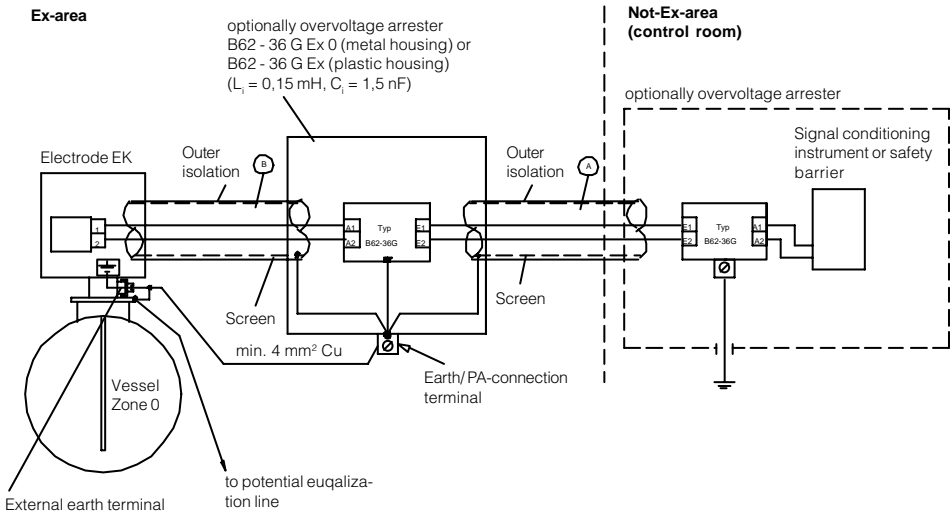 Ex-area
optionally overvoltage arrester
B62 - 36 G Ex 0 (metal housing) or
B62 - 36 G Ex (plastic housing)
(Li = 0,15 mH, Ci = 1,5 nF)
Not-Ex-area
(control room)
optionally overvoltage arrester
Signal conditioning
instrument or safety
barrier
Electrode EK
Outer
isolation
B
Outer
isolation
A
1
2
A1
A2
Typ
B62-36G
E1
E2
E1
E2
Typ
B62-36G
A1
A2
Screen
Screen
min. 4 mm² Cu
Earth/PA-connection
terminal
Vessel
Zone 0
to potential euqaliza-
tion line
External earth terminal